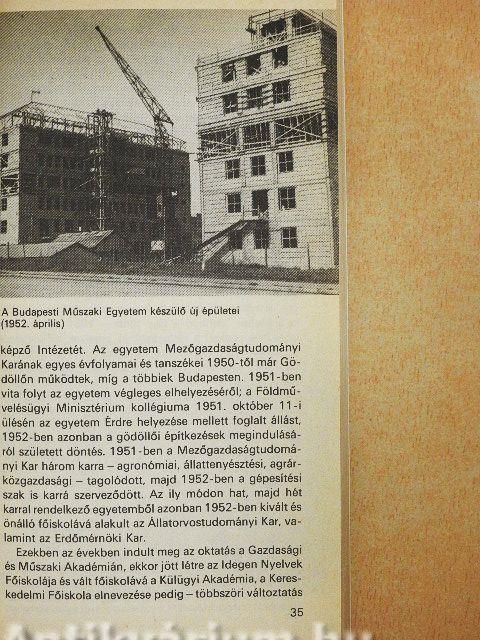 A Budapesti Műszaki Egyetem készülő új épületei
(1952. április)
képző Intézetét. Az egyetem Mezőgazdaságtudományi
Karának egyes évfolyamai és tanszékei 1950-től már Gö-
döllőn működtek, míg a többiek Budapesten. 1951-ben
vita folyt az egyetem végleges elhelyezéséről; a Földmű-
velésügyi Minisztérium kollégiuma 1951. október 11-i
ülésén az egyetem Érdre helyezése mellett foglalt állást,
1952-ben azonban a gödöllői építkezések megindulásá-
ról született döntés. 1951-ben a Mezőgazdaságtudomá-
nyi Kar három karra – agronómiai, állattenyésztési, agrár-
közgazdasági – tagolódott, majd 1952-ben a gépesítési
szak is karrá szerveződött. Az ily módon hat, majd hét
karral rendelkező egyetemből azonban 1952-ben kivált és
önálló főiskolává alakult az Állatorvostudományi Kar, va-
lamint az Erdőmérnöki Kar.
Ezekben az években indult meg az oktatás a Gazdasági
és Műszaki Akadémián, ekkor jött létre az Idegen Nyelvek
Főiskolája és vált főiskolává a Külügyi Akadémia, a Keres-
kedelmi Főiskola elnevezése pedig – többszöri változtatás
35
Antikvárium.hu